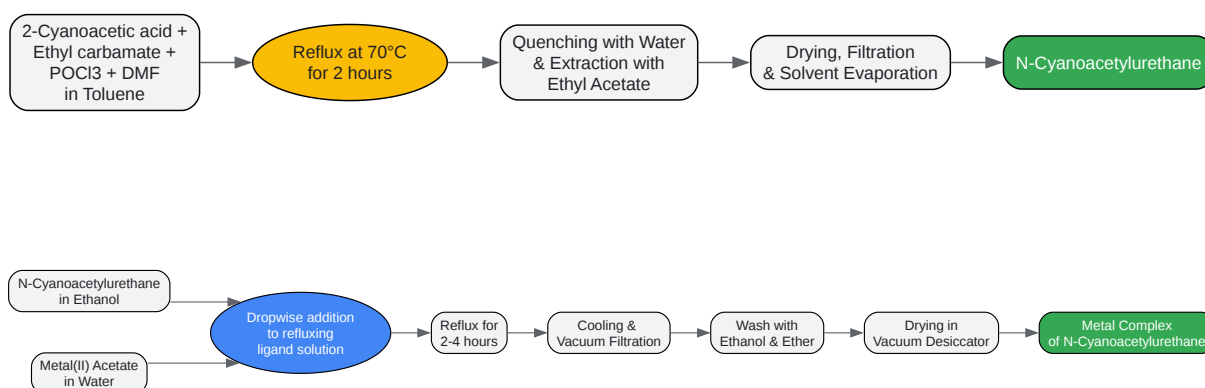 2-Cyanoacetic acid +
Ethyl carbamate +
POCl3 + DMF
in Toluene
Reflux at 70°C
for 2 hours
Quenching with Water
& Extraction with
Ethyl Acetate
Drying, Filtration
& Solvent Evaporation
N-Cyanoacetylurethane
N-Cyanoacetylurethane
in Ethanol
Metal(II) Acetate
in Water
Dropwise addition
to refluxing
ligand solution
Reflux for
2-4 hours
Cooling &
Vacuum Filtration
Wash with
Ethanol & Ether
Drying in
Vacuum Desiccator
Metal Complex
of N-Cyanoacetylurethane